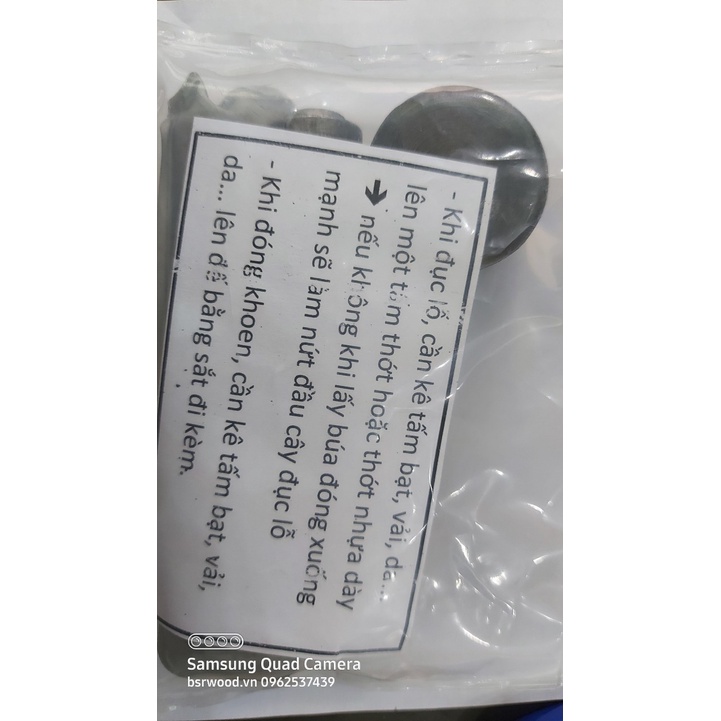 - Khi đục lỗ, cần kê tấm bạt, vải, da...
lên một tấm thớt hoặc thớt nhựa dày
➔ nếu không khi lấy búa đóng xuống
mạnh sẽ làm nứt đầu cây đục lỗ
- Khi đóng khoen, cần kê tấm bạt, vải,
da... lên đế bằng sắt đi kèm.
Samsung Quad Camera
bsrwood.vn 0962537439